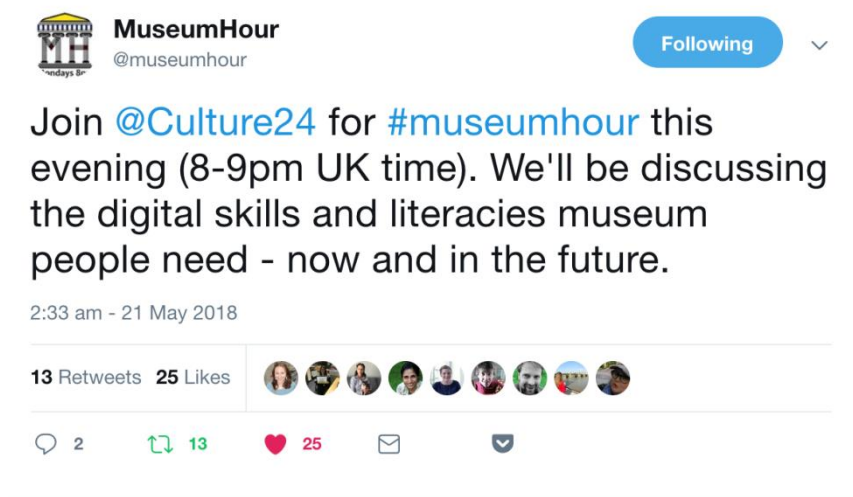 MuseumHour
@museumhour
Following
MH
Join @Culture24 for #museumhour this
evening (8-9pm UK time). We'll be discussing
the digital skills and literacies museum
people need - now and in the future.
2:33 am - 21 May 2018
13 Retweets 25 Likes
2 13 25